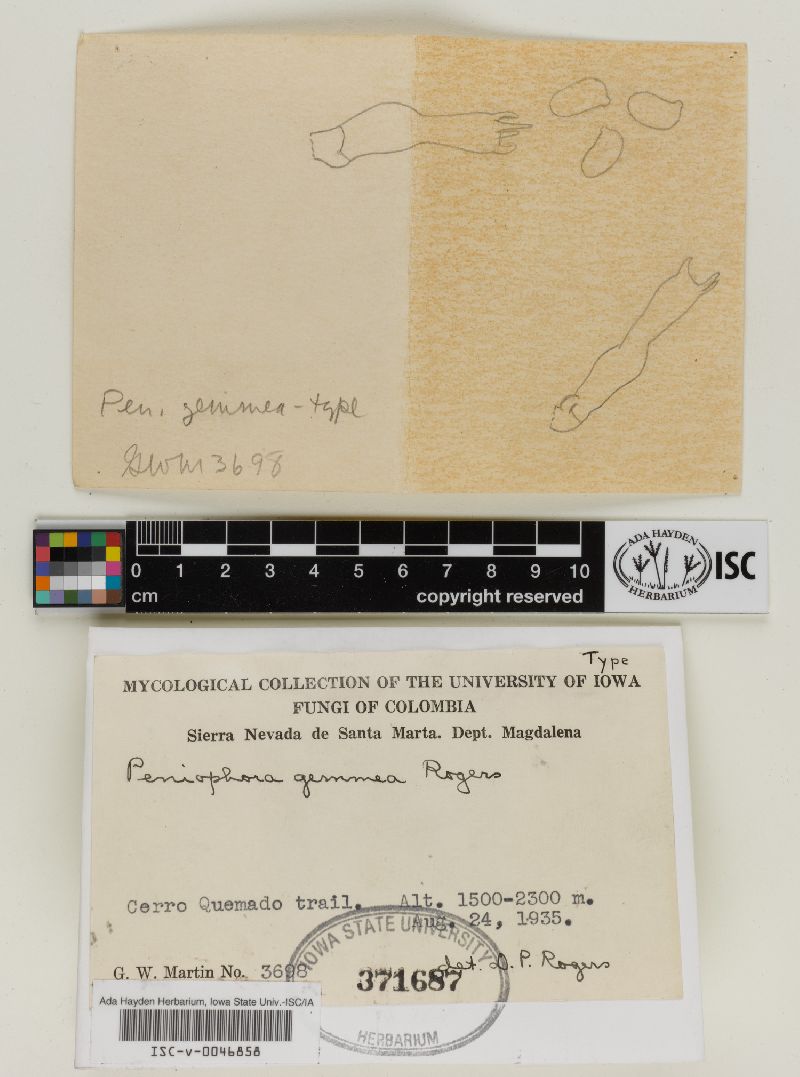 Pen. gemmea - type
GWM 3698
0 1 2 3 4 5 6 7 8 9 10
cm
copyright reserved
ADA HAYDEN
HERBARIUM
ISC
Type
MYCOLOGICAL COLLECTION OF THE UNIVERSITY OF IOWA
FUNGI OF COLOMBIA
Sierra Nevada de Santa Marta. Dept. Magdalena
Peniophora gemmea Rogers
Cerro Quemado trail. Alt. 1500-2300 m.
Aug. 24, 1935.
IOWA STATE UNIVERSITY
det. D. P. Rogers
G. W. Martin No. 3698
371687
HERBARIUM
Ada Hayden Herbarium, Iowa State Univ.-ISC/IA
ISC-v-0046858